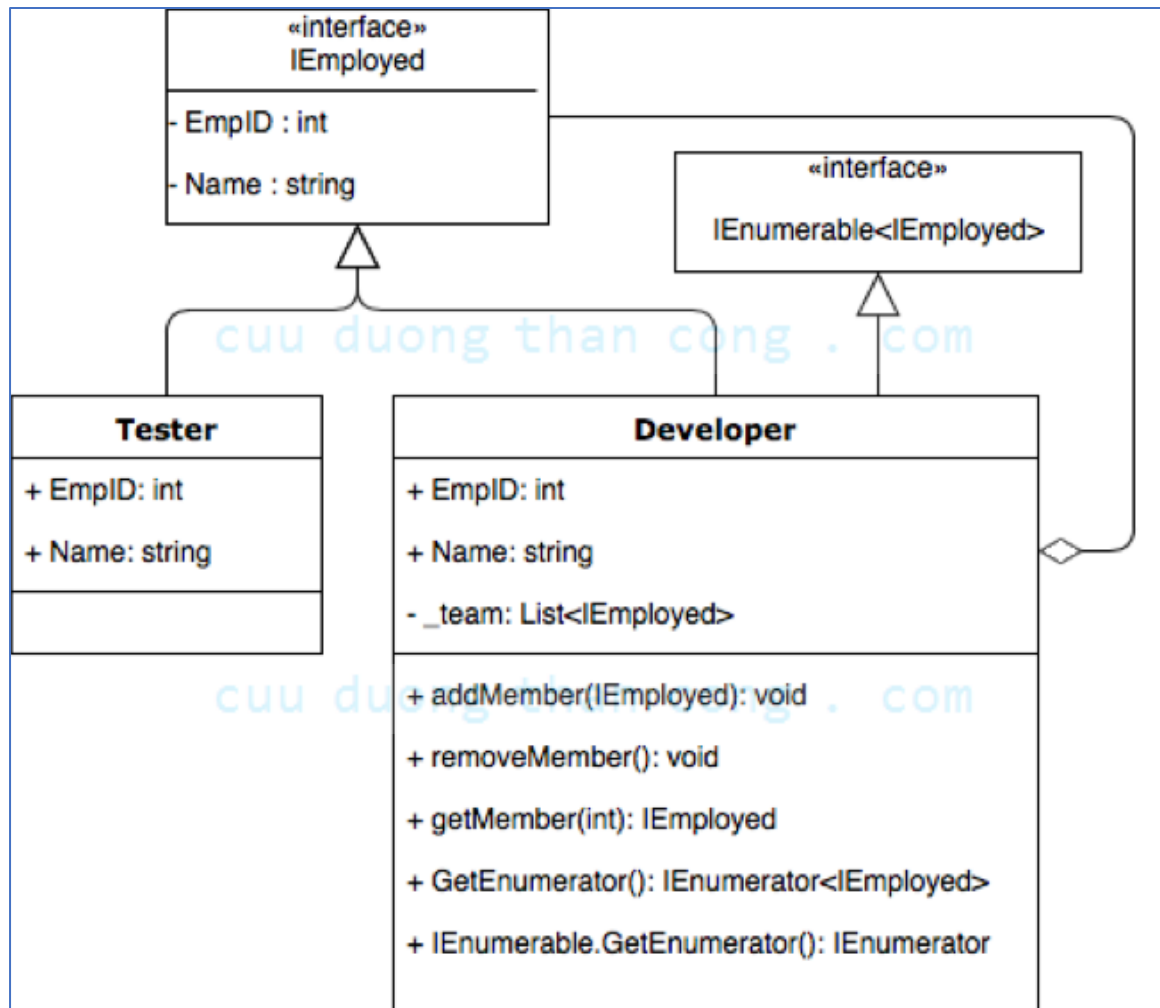 «interface»
IEmployed
- EmpID : int
- Name : string
«interface»
IEnumerable<IEmployed>
cuu duong than cong . com
Tester
+ EmpID: int
+ Name: string
Developer
+ EmpID: int
+ Name: string
- _team: List<IEmployed>
cuu duong than cong . com
+ addMember(IEmployed): void
+ removeMember(): void
+ getMember(int): IEmployed
+ GetEnumerator(): IEnumerator<IEmployed>
+ IEnumerable.GetEnumerator(): IEnumerator